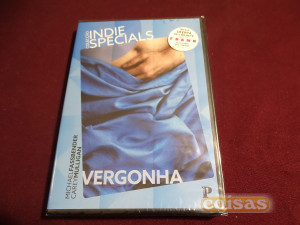 INDIE
SPECIALS
MICHAEL FASSBENDER
CAREY MULLIGAN
VERGONHA
P
coisas